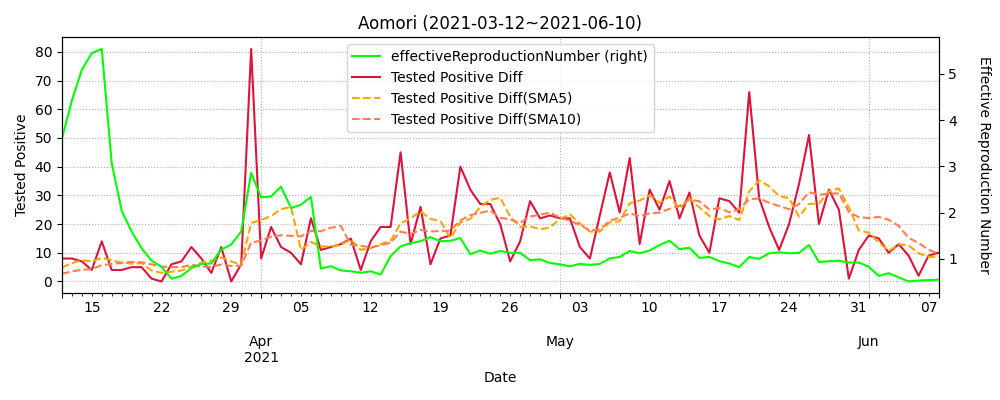 Aomori (2021-03-12~2021-06-10)
effectiveReproductionNumber (right)
Tested Positive Diff
Tested Positive Diff(SMA5)
Tested Positive Diff(SMA10)
Tested Positive
80
70
60
50
40
30
20
10
0
5
4
3
2
1
Effective Reproduction Number
15 22 29 05 12 19 26 03 10 17 24 31 07
Apr May Jun
2021
Date